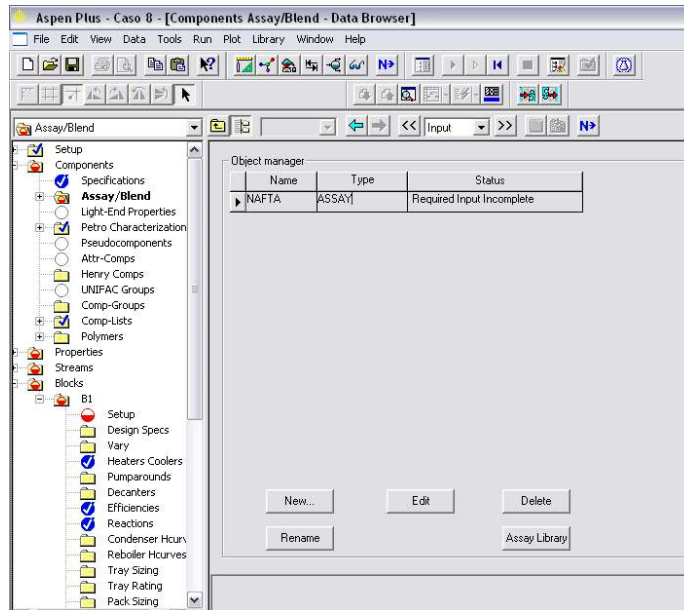 Aspen Plus - Caso 8 - [Components Assay/Blend - Data Browser]
File Edit View Data Tools Run Plot Library Window Help
N>
Assay/Blend
<< Input >> N>
Setup
Components
Specifications
Assay/Blend
Light-End Properties
Petro Characterization
Pseudocomponents
Attr-Comps
Henry Comps
UNIFAC Groups
Comp-Groups
Comp-Lists
Polymers
Properties
Streams
Blocks
B1
Setup
Design Specs
Vary
Heaters Coolers
Pumparounds
Decanters
Efficiencies
Reactions
Condenser Hcurv
Reboiler Hcurves
Tray Sizing
Tray Rating
Pack Sizing
Object manager
Name Type Status
NAFTA ASSAY Required Input Incomplete
New... Edit Delete
Rename Assay Library